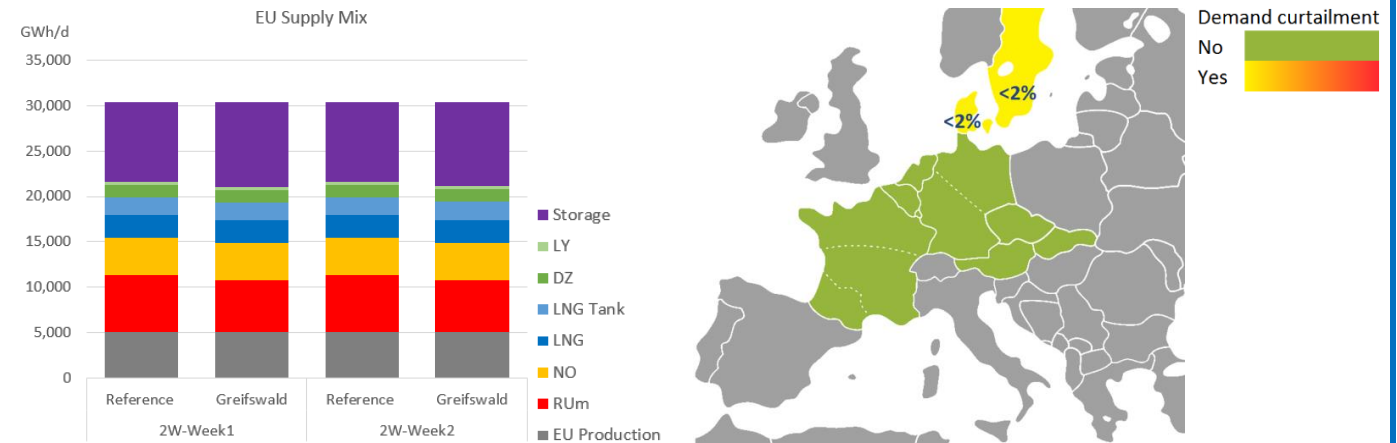 EU Supply Mix
GWh/d
35,000
30,000
25,000
20,000
15,000
10,000
5,000
0
Reference Greifswald Reference Greifswald
2W-Week1 2W-Week2
Storage
LY
DZ
LNG Tank
LNG
NO
RUm
EU Production
<2%
<2%
Demand curtailment
No
Yes